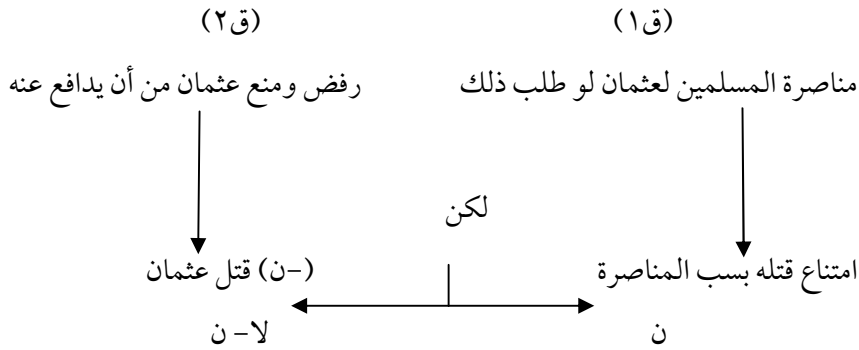 (ق١) (ق٢)
مناصرة المسلمين لعثمان لو طلب ذلك رفض ومنع عثمان من أن يدافع عنه
لكن
امتناع قتله بسب المناصرة (-ن) قتل عثمان
ن لا- ن